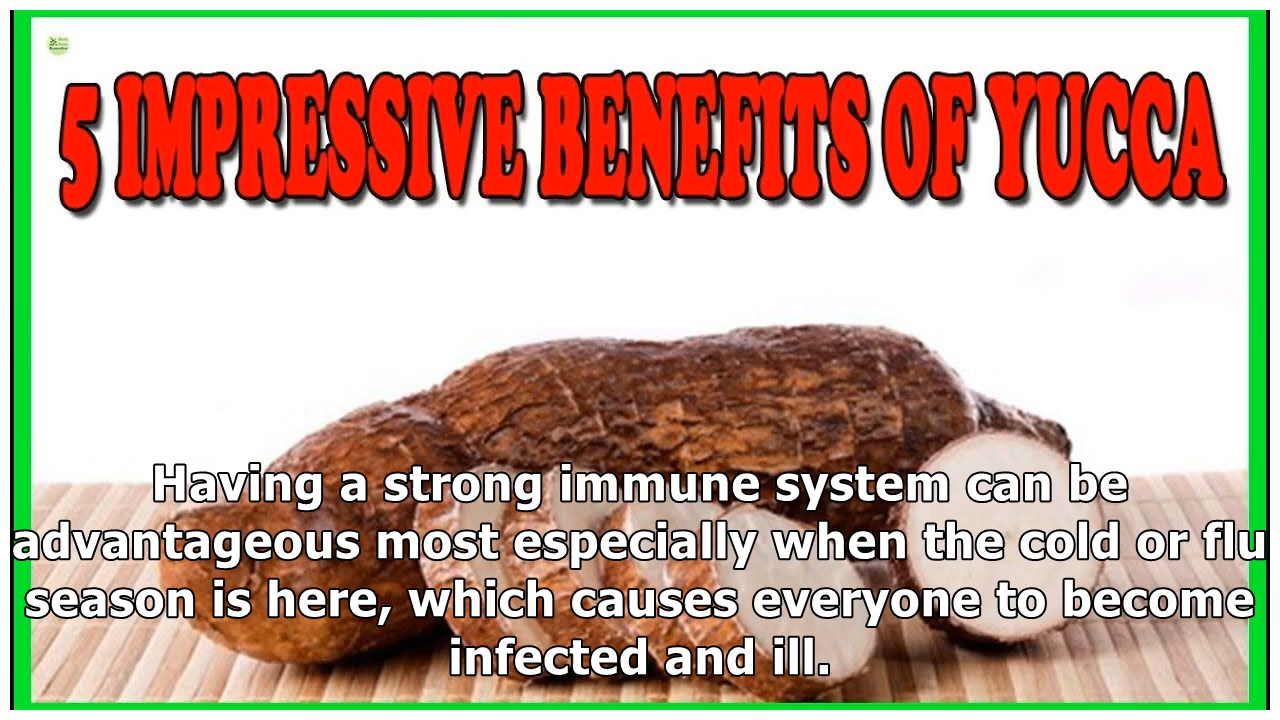 5 IMPRESSIVE BENEFITS OF YUCCA
Having a strong immune system can be
advantageous most especially when the cold or flu
season is here, which causes everyone to become
infected and ill.